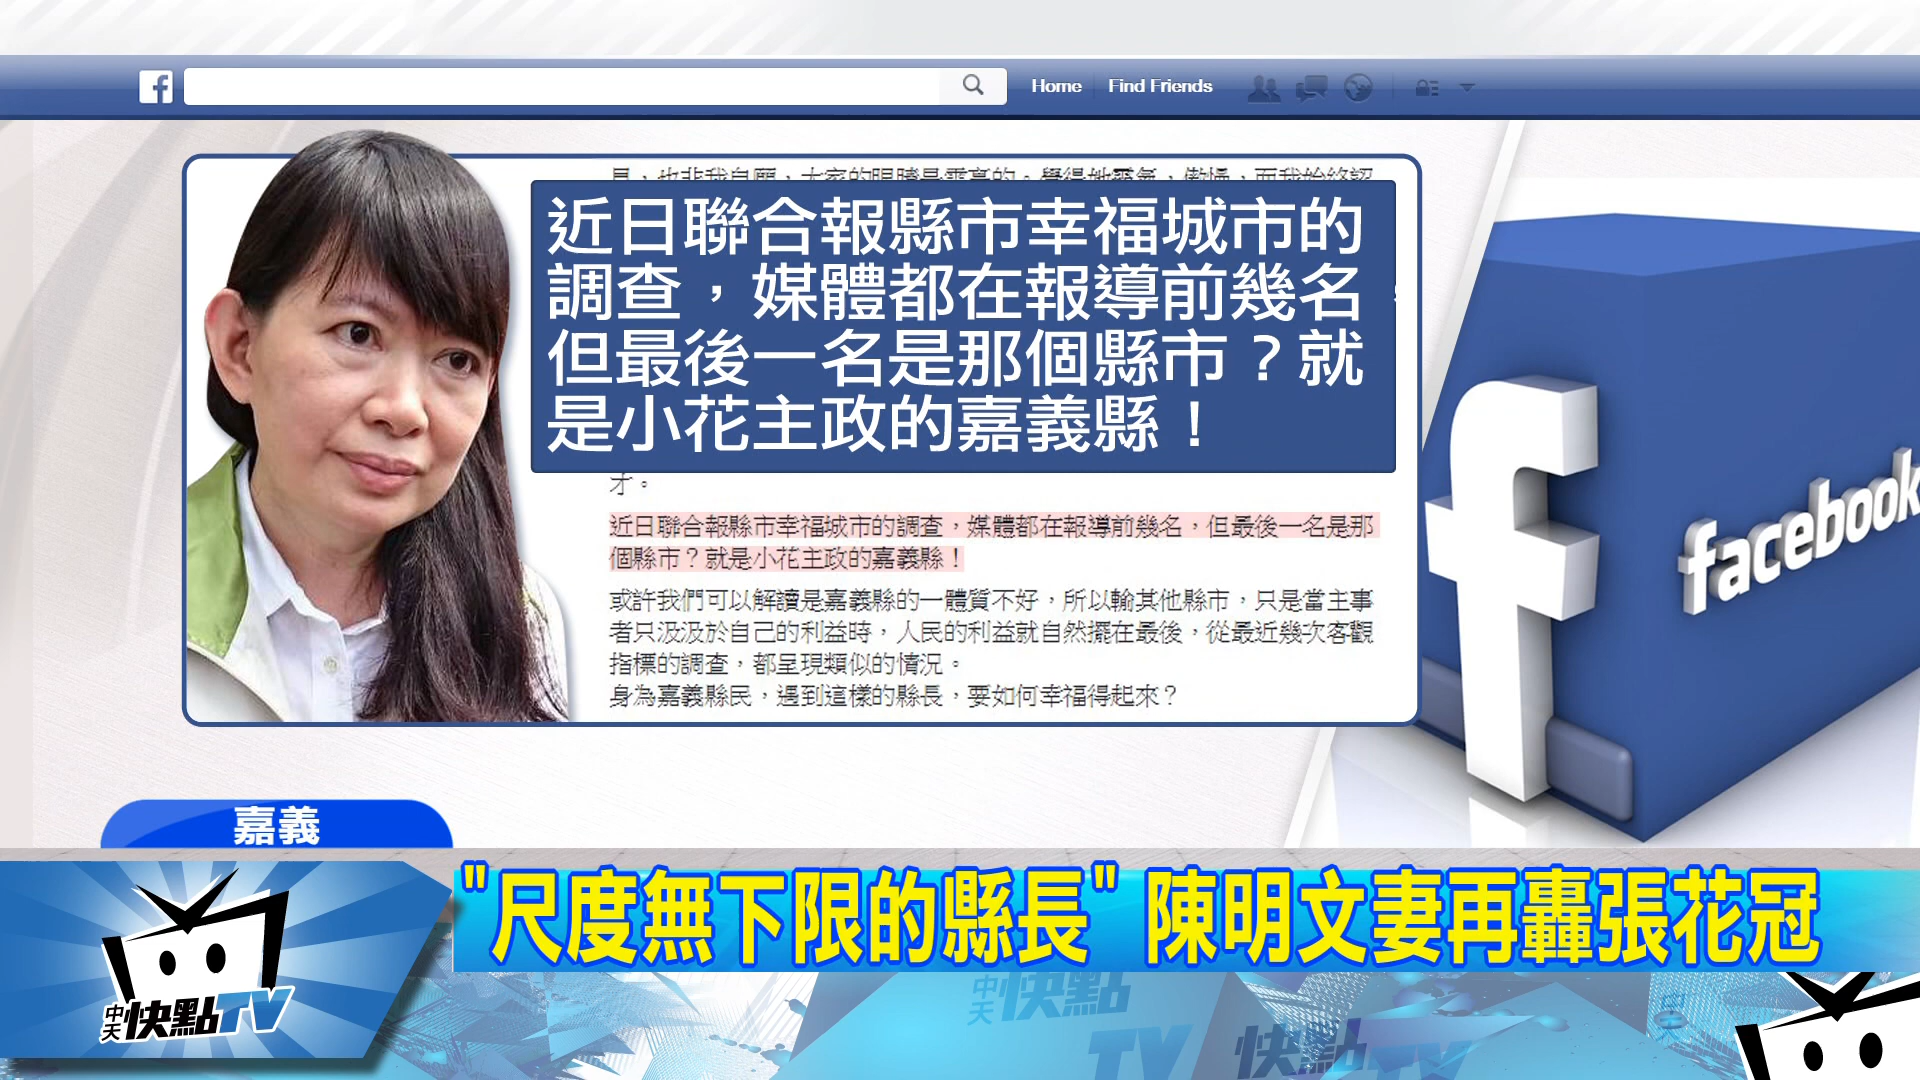 Home Find Friends
近日聯合報縣市幸福城市的
調查，媒體都在報導前幾名
但最後一名是那個縣市？就
是小花主政的嘉義縣！
才。
近日聯合報縣市幸福城市的調查，媒體都在報導前幾名，但最後一名是那
個縣市？就是小花主政的嘉義縣！
或許我們可以解讀是嘉義縣的一體質不好，所以輸其他縣市，只是當主事
者只汲汲於自己的利益時，人民的利益就自然擺在最後，從最近幾次客觀
指標的調查，都呈現類似的情況。
身為嘉義縣民，遇到這樣的縣長，要如何幸福得起來？
facebook
嘉義
"尺度無下限的縣長" 陳明文妻再轟張花冠
中天快點TV
中天快點TV
快點TV